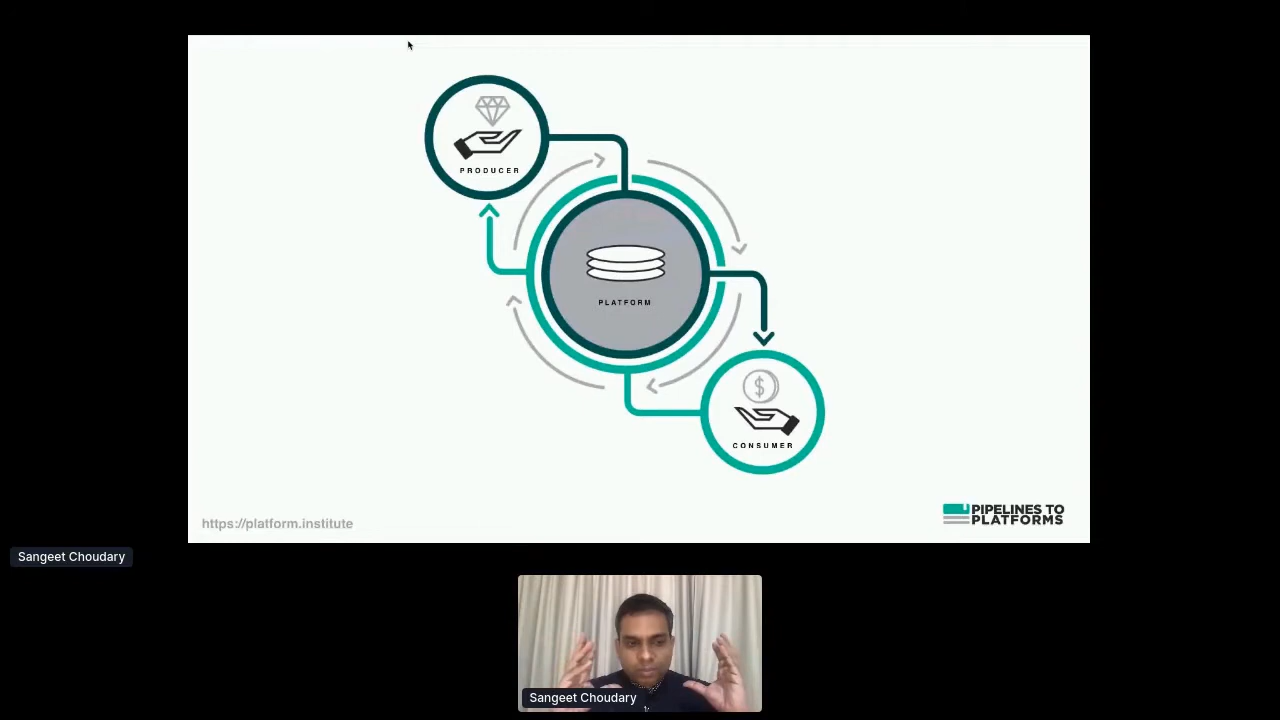 PRODUCER
PLATFORM
$
CONSUMER
https://platform.institute
PIPELINES TO
PLATFORMS
Sangeet Choudary
Sangeet Choudary